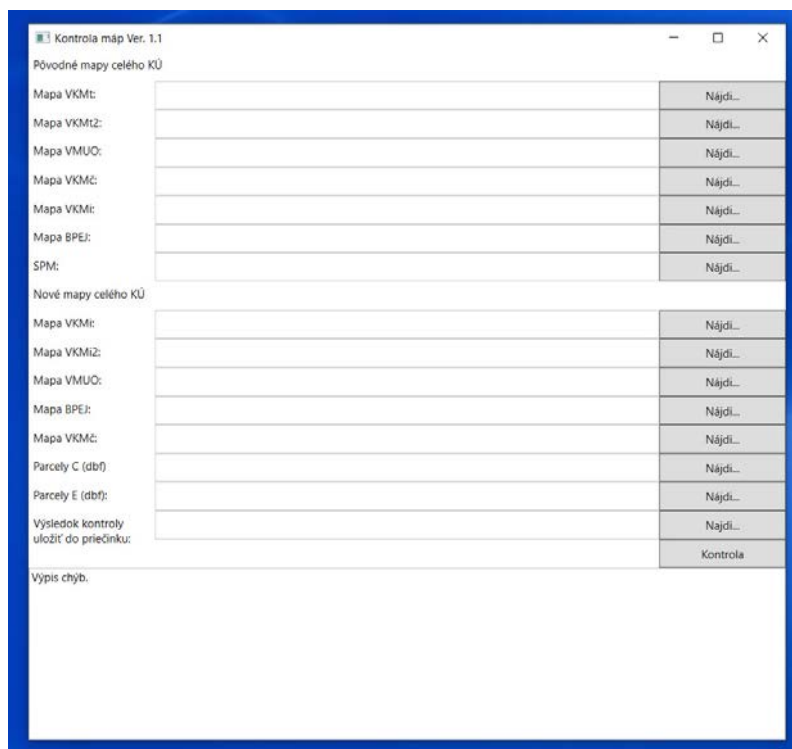 Kontrola máp Ver. 1.1
Pôvodné mapy celého KÚ
Mapa VKMt: Nájdi...
Mapa VKMt2: Nájdi...
Mapa VMUO: Nájdi...
Mapa VKMč: Nájdi...
Mapa VKMi: Nájdi...
Mapa BPEJ: Nájdi...
SPM: Nájdi...
Nové mapy celého KÚ
Mapa VKMi: Nájdi...
Mapa VKMi2: Nájdi...
Mapa VMUO: Nájdi...
Mapa BPEJ: Nájdi...
Mapa VKMč: Nájdi...
Parcely C (dbf) Nájdi...
Parcely E (dbf): Nájdi...
Výsledok kontroly Najdi...
uložiť do priečinku:
Kontrola
Výpis chýb.